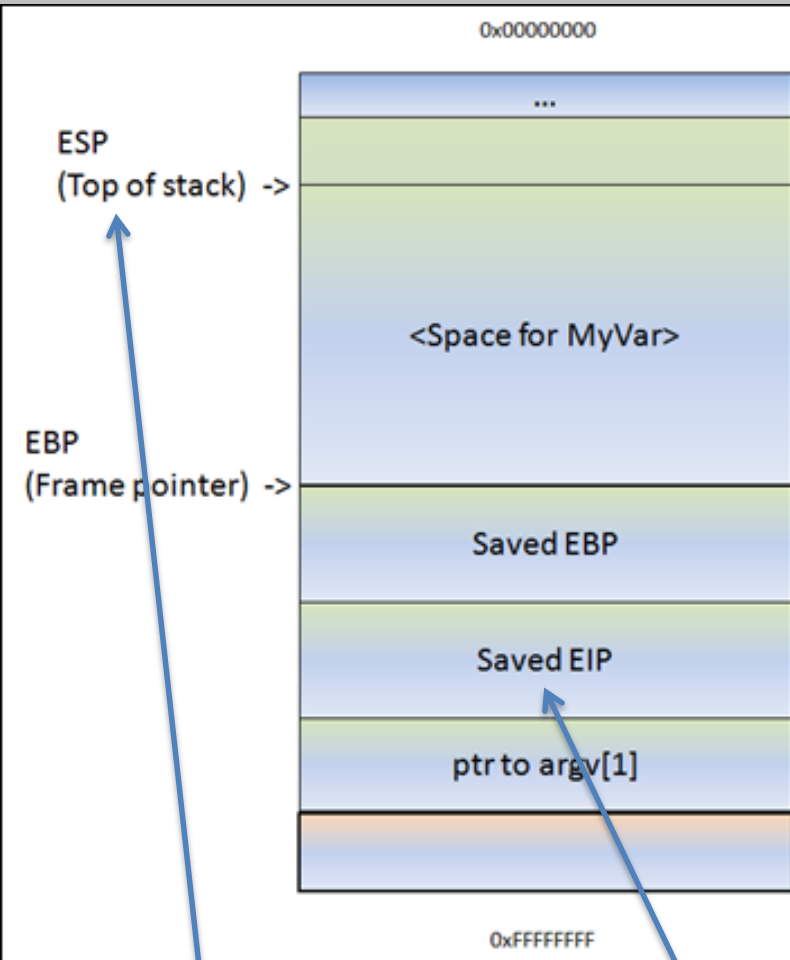 0x00000000
...
ESP
(Top of stack) ->
<Space for MyVar>
EBP
(Frame pointer) ->
Saved EBP
Saved EIP
ptr to argv[1]
0xFFFFFFFF